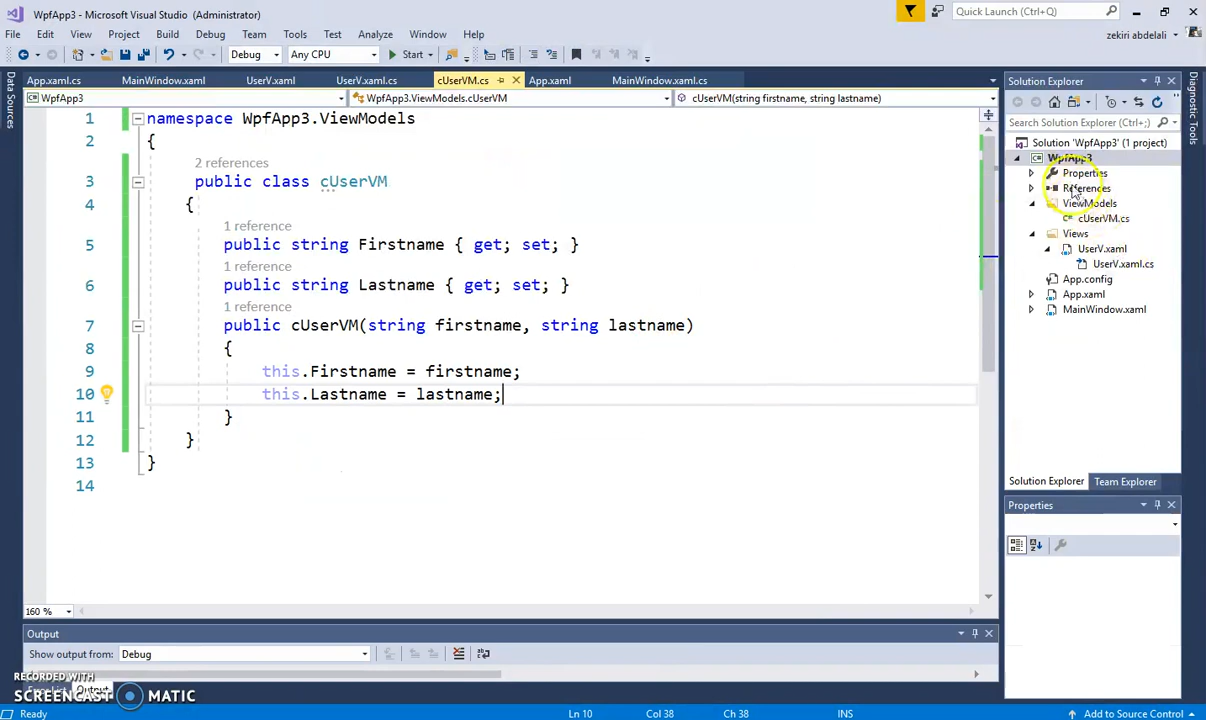 WpfApp3 - Microsoft Visual Studio (Administrator)
Quick Launch (Ctrl+Q)
File Edit View Project Build Debug Team Tools Test Analyze Window Help
zekiri abdelali
Debug Any CPU Start
Data Sources
App.xaml.cs MainWindow.xaml UserV.xaml UserV.xaml.cs cUserVM.cs App.xaml MainWindow.xaml.cs
WpfApp3 WpfApp3.ViewModels.cUserVM cUserVM(string firstname, string lastname)
1 namespace WpfApp3.ViewModels
2 {
2 references
3 public class cUserVM
4 {
1 reference
5 public string Firstname { get; set; }
1 reference
6 public string Lastname { get; set; }
1 reference
7 public cUserVM(string firstname, string lastname)
8 {
9 this.Firstname = firstname;
10 this.Lastname = lastname;
11 }
12 }
13 }
14
160 %
Output
Show output from: Debug
Output
RECORDED WITH
SCREENCAST MATIC
Ready Ln 10 Col 38 Ch 38 INS Add to Source Control
Solution Explorer
Search Solution Explorer (Ctrl+;)
Solution 'WpfApp3' (1 project)
WpfApp3
Properties
References
ViewModels
cUserVM.cs
Views
UserV.xaml
UserV.xaml.cs
App.config
App.xaml
MainWindow.xaml
Solution Explorer Team Explorer
Properties
Diagnostic Tools